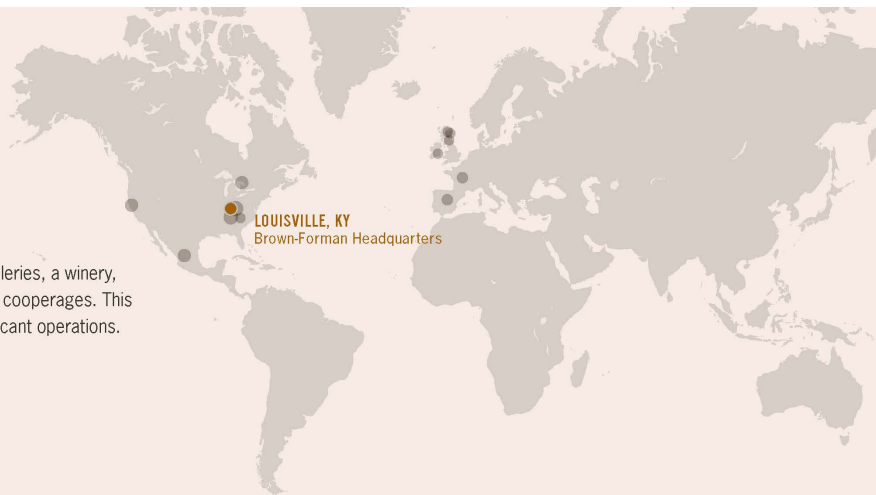 LOUISVILLE, KY
Brown-Forman Headquarters
leries, a winery,
cooperages. This
cant operations.